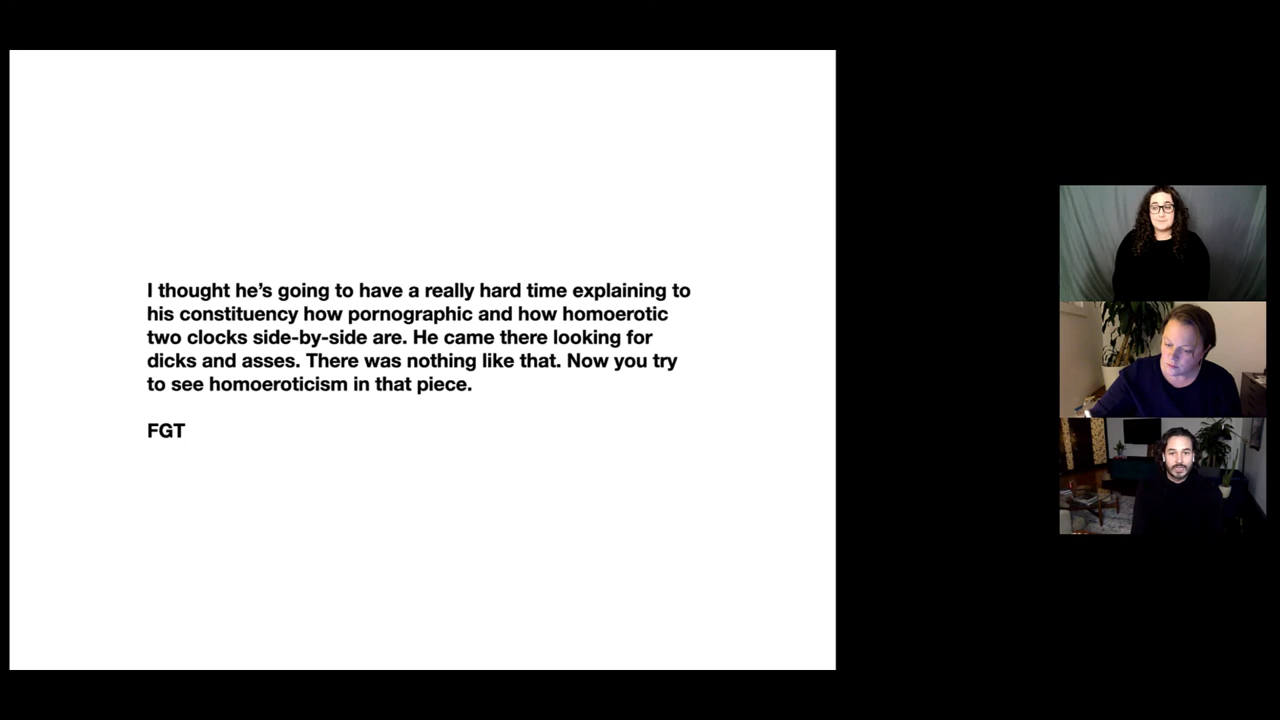 I thought he’s going to have a really hard time explaining to
his constituency how pornographic and how homoerotic
two clocks side-by-side are. He came there looking for
dicks and asses. There was nothing like that. Now you try
to see homoeroticism in that piece.
FGT